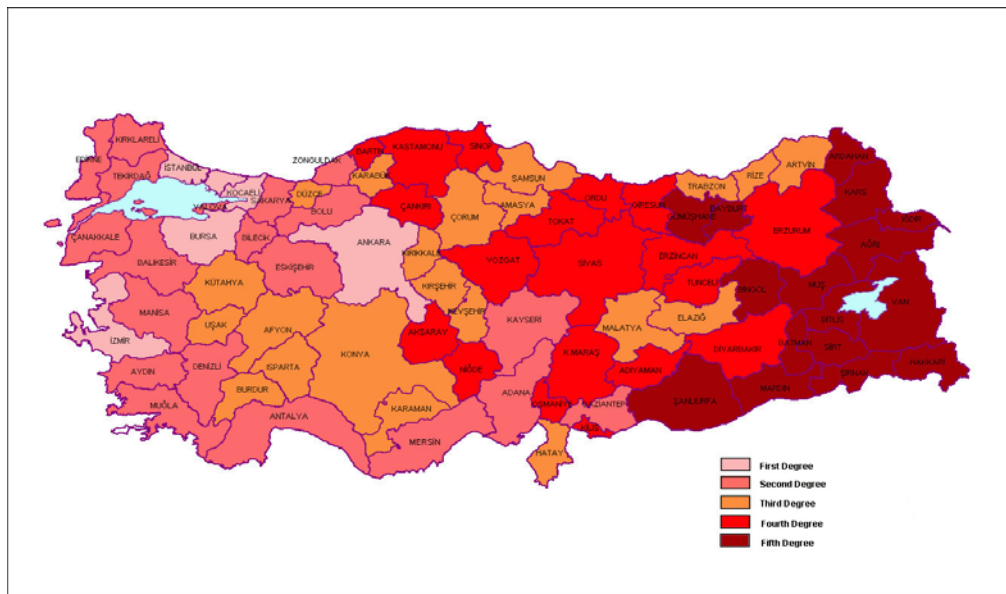 KIRKLARELİ
EDİRNE
TEKİRDAĞ
İSTANBUL
KOCAELİ
YALOVA
SAKARYA
DÜZCE
ZONGULDAK
BARTIN
KARABÜK
KASTAMONU
SİNOP
SAMSUN
BOLU
ÇANKIRI
ÇORUM
AMASYA
ORDU
GİRESUN
TRABZON
RİZE
ARTVİN
ARDAHAN
KARS
IĞDIR
GÜMÜŞHANE
BAYBURT
ERZURUM
AĞRI
ÇANAKKALE
BALIKESİR
BURSA
BİLECİK
ESKİŞEHİR
ANKARA
KIRIKKALE
YOZGAT
TOKAT
SİVAS
ERZİNCAN
TUNCELİ
BİNGÖL
MUŞ
BİTLİS
VAN
KÜTAHYA
MANİSA
UŞAK
AFYON
KIRŞEHİR
NEVŞEHİR
KAYSERİ
MALATYA
ELAZIĞ
DİYARBAKIR
BATMAN
SİİRT
HAKKARİ
ŞIRNAK
İZMİR
AYDIN
DENİZLİ
ISPARTA
BURDUR
KONYA
AKSARAY
NİĞDE
K.MARAŞ
ADIYAMAN
ŞANLIURFA
MARDİN
MUĞLA
ANTALYA
KARAMAN
MERSİN
ADANA
OSMANİYE
GAZİANTEP
KİLİS
HATAY
First Degree
Second Degree
Third Degree
Fourth Degree
Fifth Degree